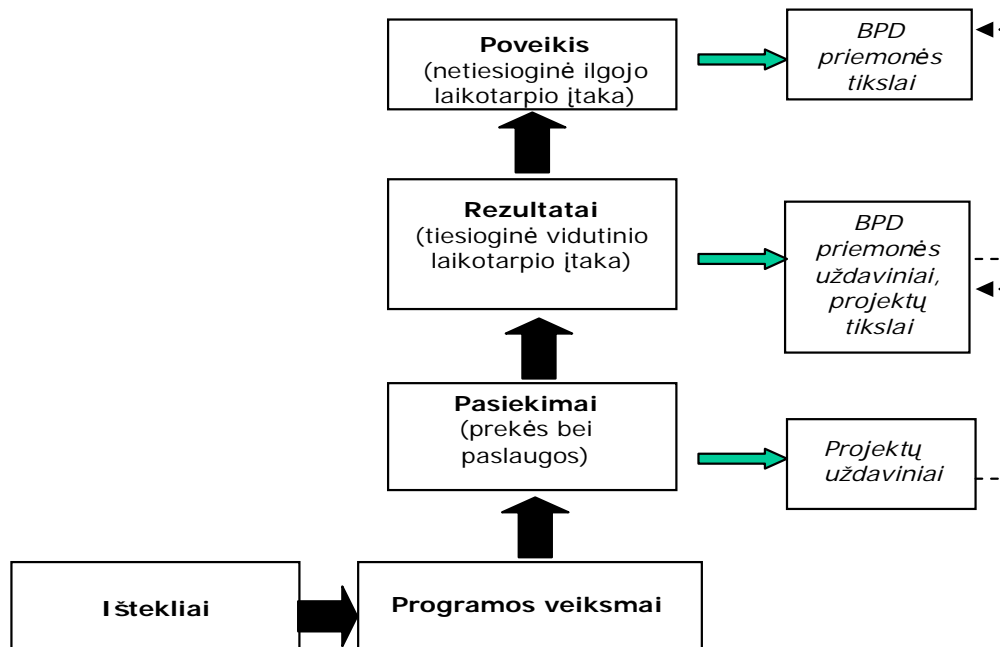 Poveikis
(netiesioginė ilgojo
laikotarpio įtaka)
BPD
priemonės
tikslai
Rezultatai
(tiesioginė vidutinio
laikotarpio įtaka)
BPD
priemonės
uždaviniai,
projektų
tikslai
Pasiekimai
(prekės bei
paslaugos)
Projektų
uždaviniai
Ištekliai
Programos veiksmai